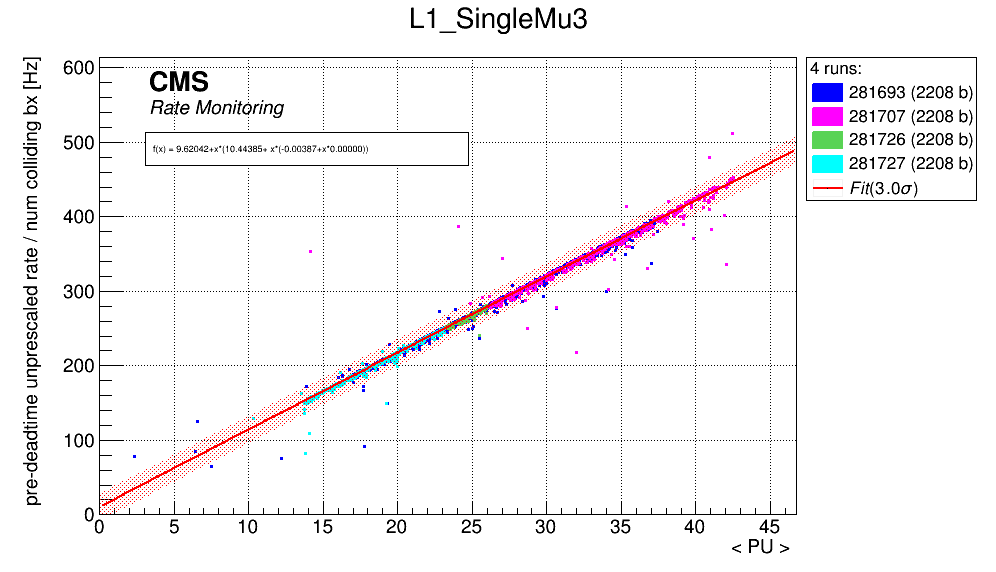 L1_SingleMu3
pre-deadtime unprescaled rate / num colliding bx [Hz]
600
500
400
300
200
100
0
CMS
Rate Monitoring
f(x) = 9.62042+x*(10.44385+ x*(-0.00387+x*0.00000))
0 5 10 15 20 25 30 35 40 45
< PU >
4 runs:
281693 (2208 b)
281707 (2208 b)
281726 (2208 b)
281727 (2208 b)
Fit(3.0σ)